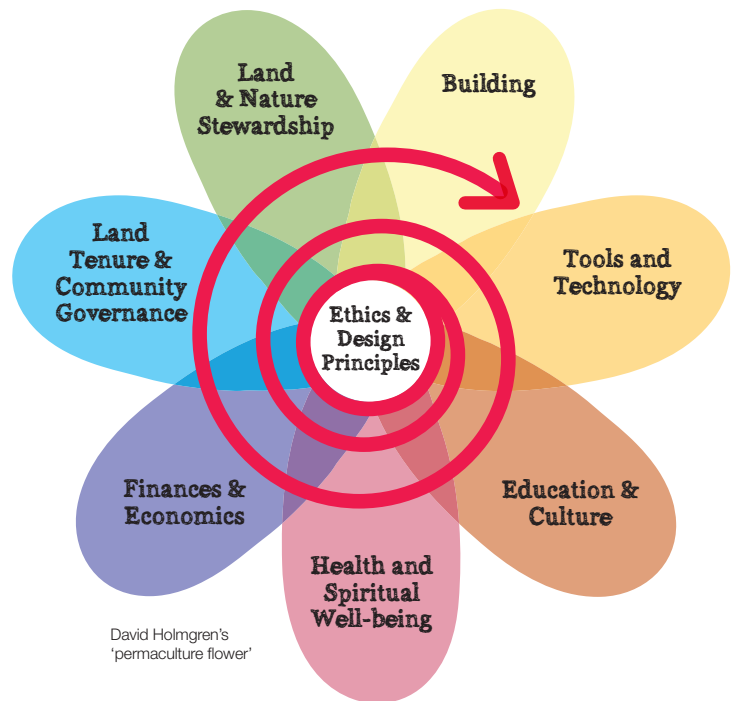 Land
& Nature
Stewardship
Building
Tools and
Technology
Education &
Culture
Health and
Spiritual
Well-being
Finances &
Economics
Land
Tenure &
Community
Governance
Ethics &
Design
Principles
David Holmgren’s
‘permaculture flower’